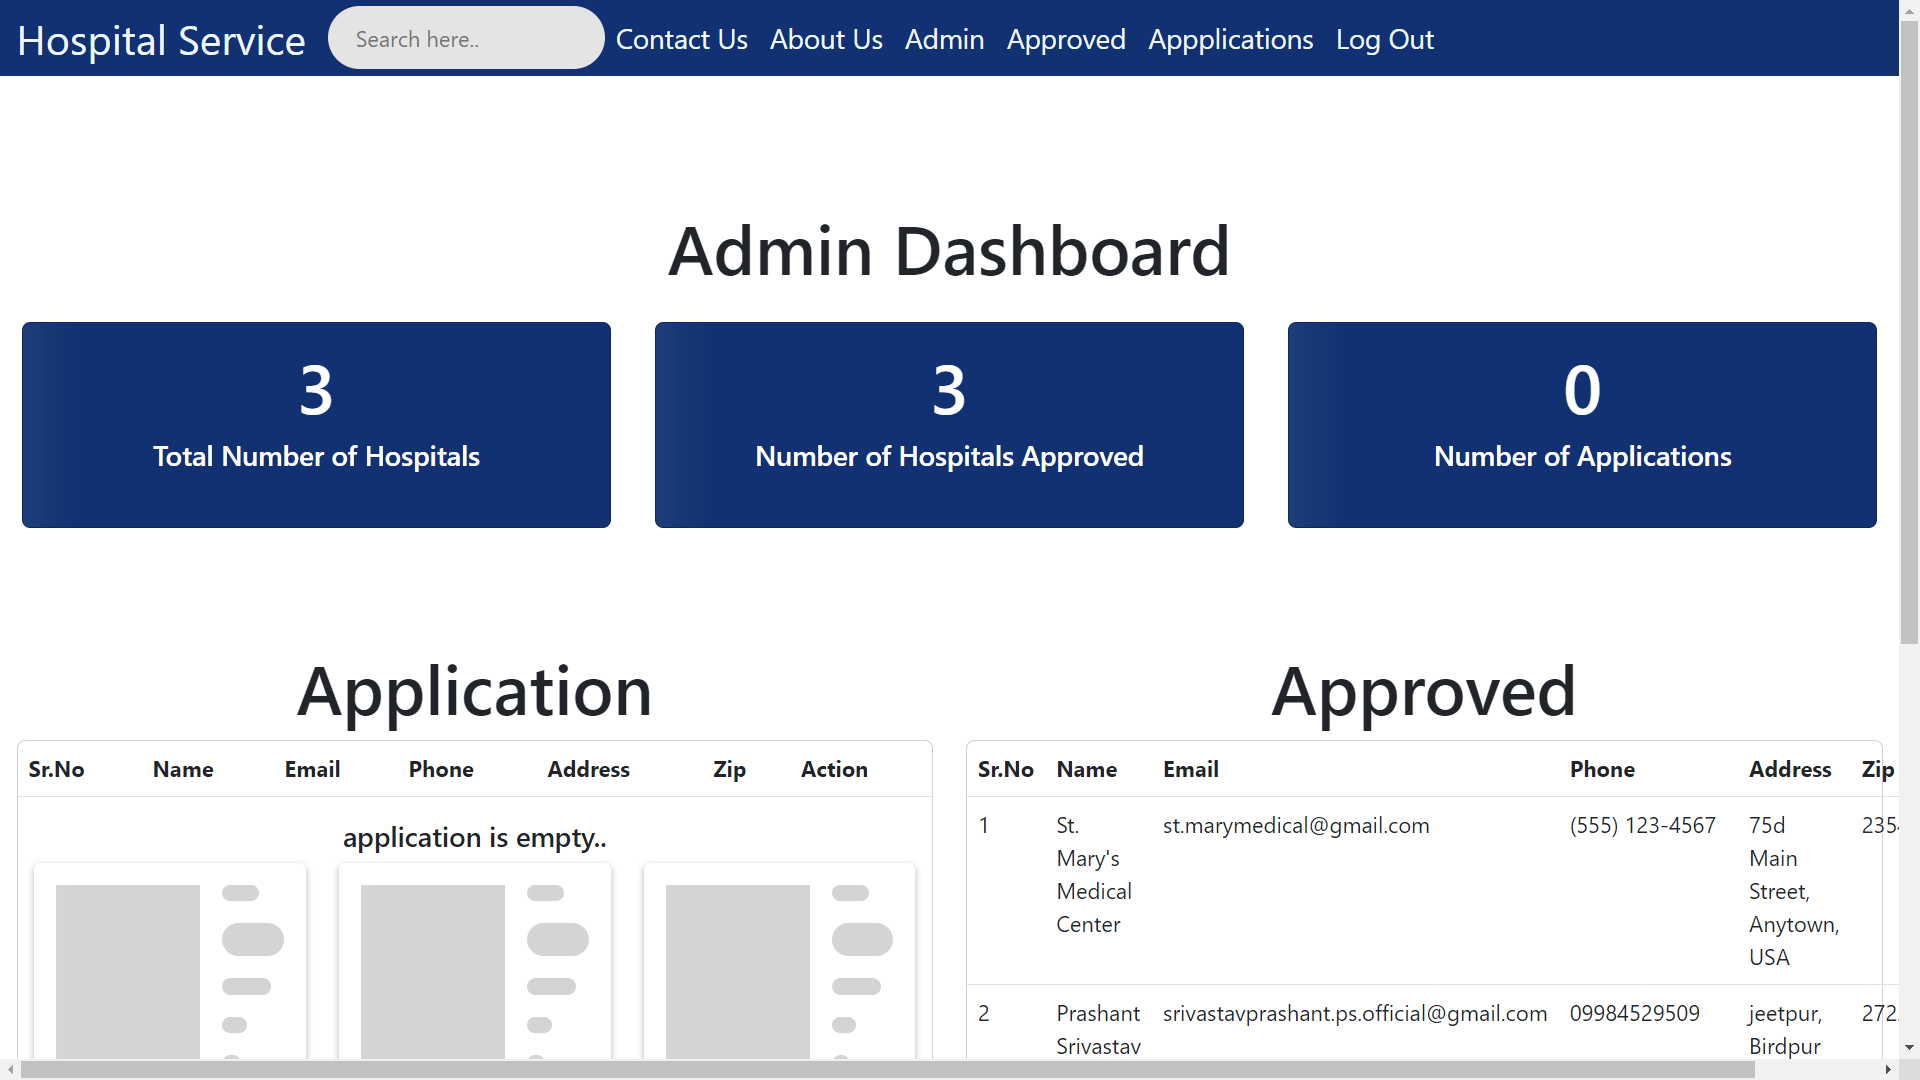 Hospital Service Search here.. Contact Us About Us Admin Approved Appplications Log Out
Admin Dashboard
3
Total Number of Hospitals
3
Number of Hospitals Approved
0
Number of Applications
Application
Sr.No Name Email Phone Address Zip Action
application is empty..
Approved
Sr.No Name Email Phone Address Zip
1 St. st.marymedical@gmail.com (555) 123-4567 75d
Mary's Main
Medical Street,
Center Anytown,
USA
2 Prashant srivastavprashant.ps.official@gmail.com 09984529509 jeetpur,
Srivastav Birdpur